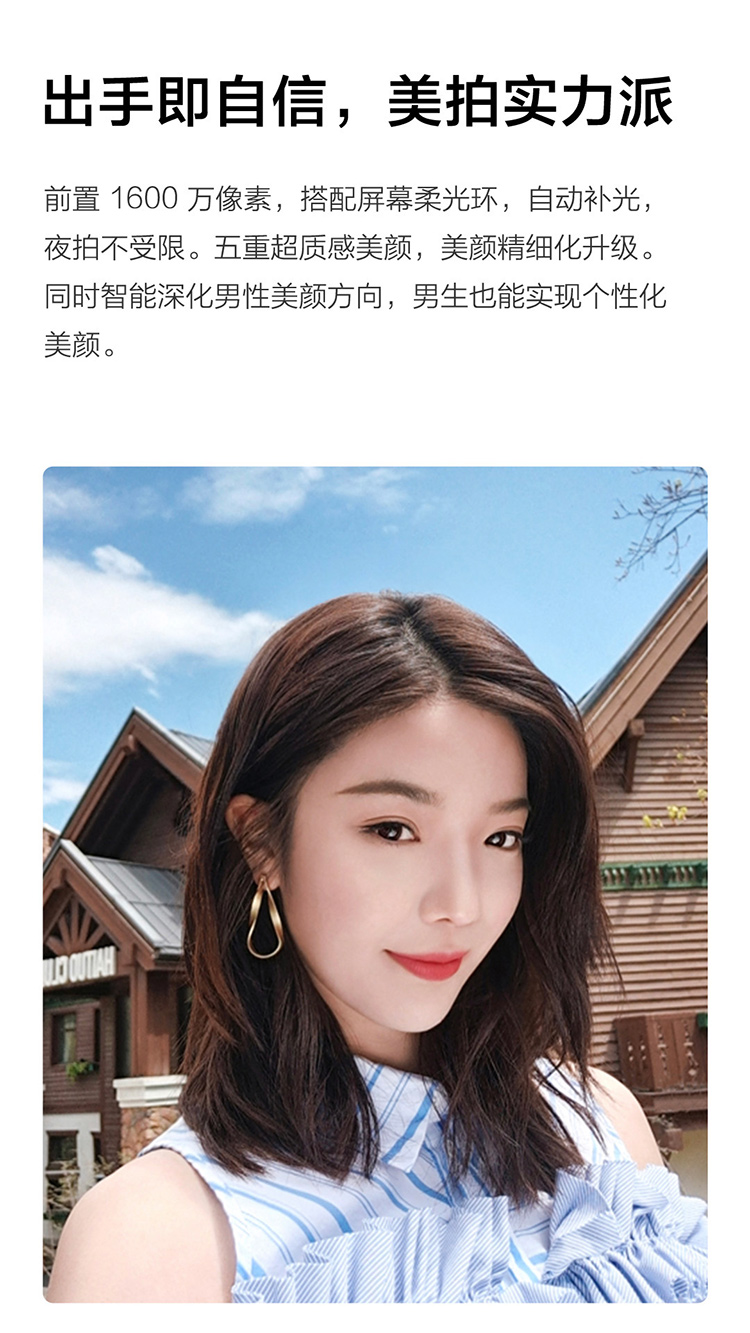 出手即自信，美拍实力派
前置 1600 万像素，搭配屏幕柔光环，自动补光，
夜拍不受限。五重超质感美颜，美颜精细化升级。
同时智能深化男性美颜方向，男生也能实现个性化
美颜。
HAITUO CLU